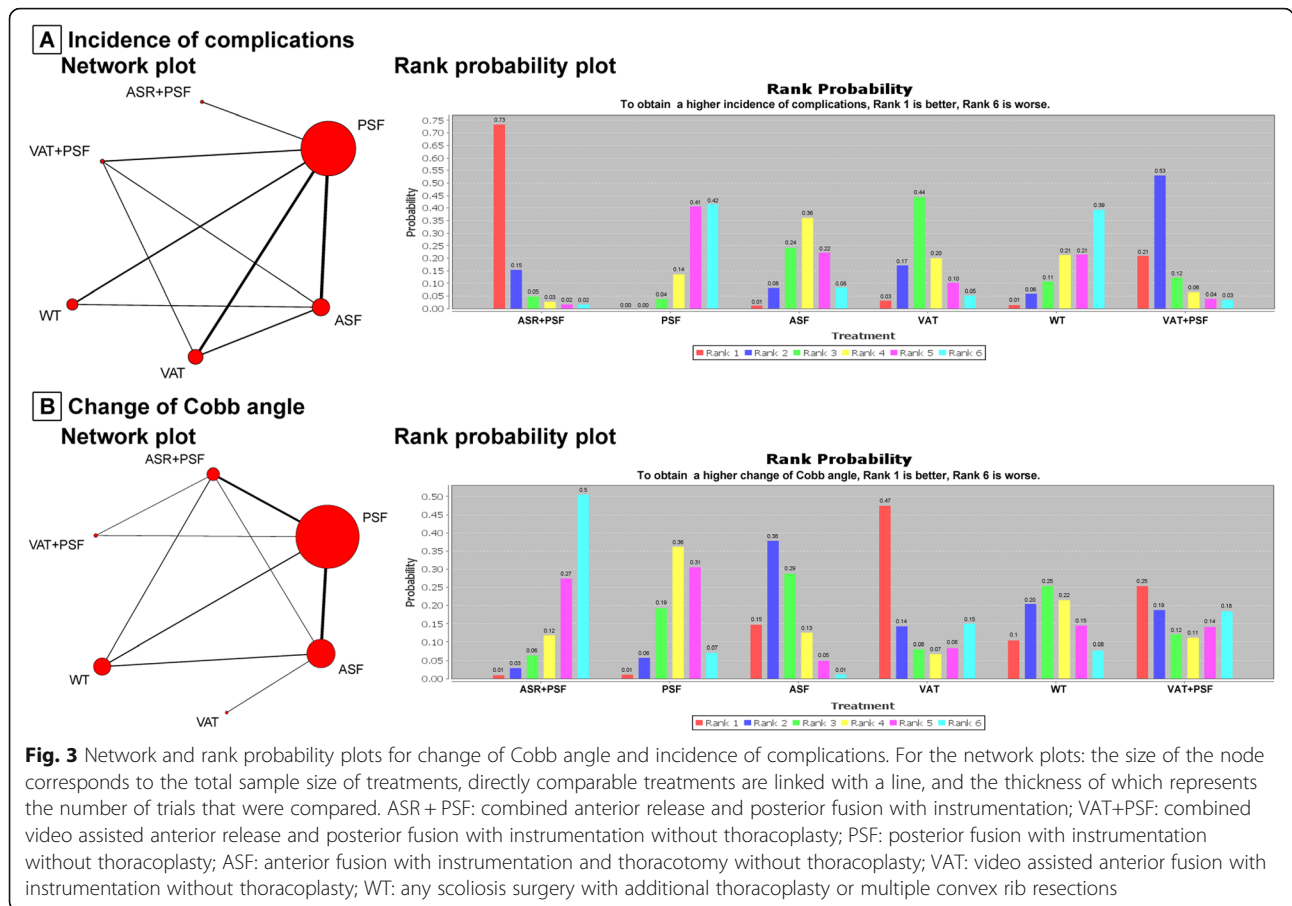 A Incidence of complications
Network plot
ASR+PSF
PSF
VAT+PSF
WT
ASF
VAT
Rank probability plot
Rank Probability
To obtain a higher incidence of complications, Rank 1 is better, Rank 6 is worse.
Probability
0.75
0.70
0.65
0.60
0.55
0.50
0.45
0.40
0.35
0.30
0.25
0.20
0.15
0.10
0.05
0.00
0.73 0.15 0.05 0.03 0.02 0.02
0.00 0.00 0.04 0.14 0.41 0.42
0.01 0.08 0.24 0.36 0.22 0.08
0.03 0.17 0.44 0.20 0.10 0.05
0.01 0.06 0.11 0.21 0.21 0.39
0.21 0.53 0.12 0.06 0.04 0.03
ASR+PSF PSF ASF VAT WT VAT+PSF
Treatment
Rank 1 Rank 2 Rank 3 Rank 4 Rank 5 Rank 6
B Change of Cobb angle
Network plot
ASR+PSF
PSF
VAT+PSF
WT
ASF
VAT
Rank probability plot
Rank Probability
To obtain a higher change of Cobb angle, Rank 1 is better, Rank 6 is worse.
Probability
0.50
0.45
0.40
0.35
0.30
0.25
0.20
0.15
0.10
0.05
0.00
0.01 0.03 0.06 0.12 0.27 0.5
0.01 0.06 0.19 0.36 0.31 0.07
0.15 0.38 0.29 0.13 0.05 0.01
0.47 0.14 0.08 0.07 0.08 0.15
0.1 0.20 0.25 0.22 0.15 0.08
0.25 0.19 0.12 0.11 0.14 0.18
ASR+PSF PSF ASF VAT WT VAT+PSF
Treatment
Rank 1 Rank 2 Rank 3 Rank 4 Rank 5 Rank 6
Fig. 3 Network and rank probability plots for change of Cobb angle and incidence of complications. For the network plots: the size of the node
corresponds to the total sample size of treatments, directly comparable treatments are linked with a line, and the thickness of which represents
the number of trials that were compared. ASR + PSF: combined anterior release and posterior fusion with instrumentation; VAT+PSF: combined
video assisted anterior release and posterior fusion with instrumentation without thoracoplasty; PSF: posterior fusion with instrumentation
without thoracoplasty; ASF: anterior fusion with instrumentation and thoracotomy without thoracoplasty; VAT: video assisted anterior fusion with
instrumentation without thoracoplasty; WT: any scoliosis surgery with additional thoracoplasty or multiple convex rib resections